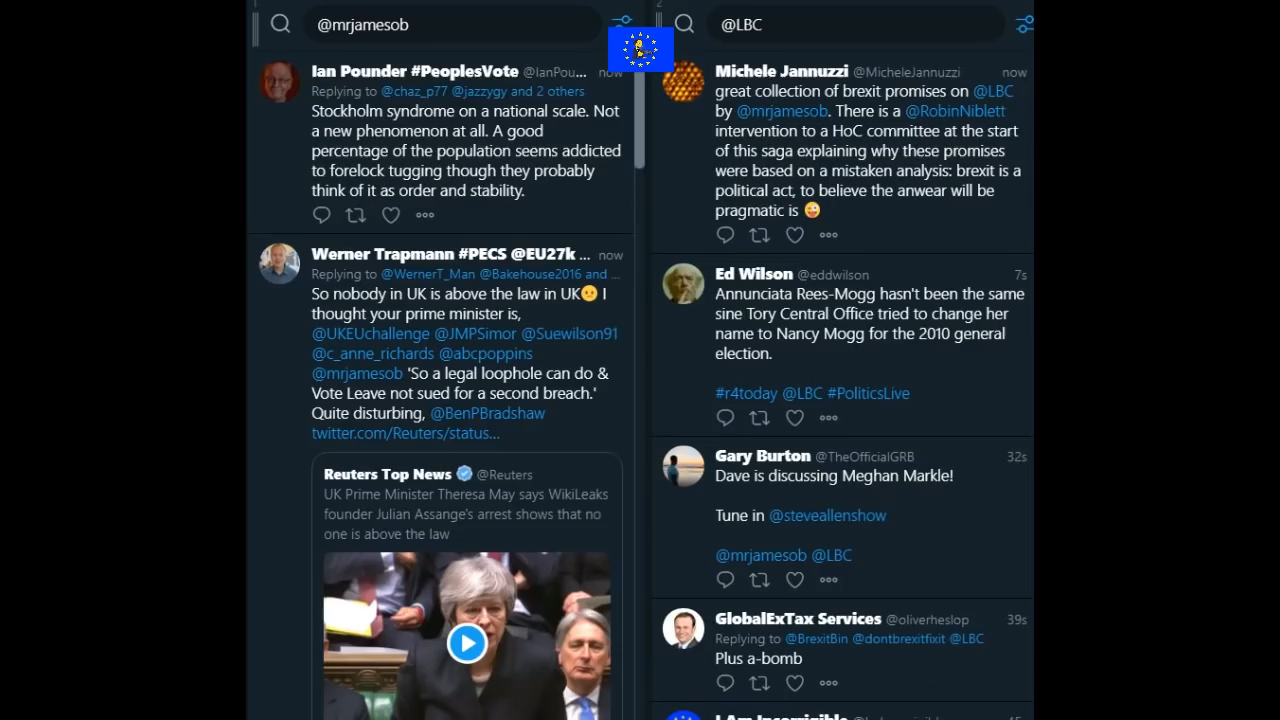 1
@mrjamesob
Ian Pounder #PeoplesVote @IanPou... now
Replying to @chaz_p77 @jazzygy and 2 others
Stockholm syndrome on a national scale. Not
a new phenomenon at all. A good
percentage of the population seems addicted
to forelock tugging though they probably
think of it as order and stability.
Werner Trapmann #PECS @EU27k ... now
Replying to @WernerT_Man @Bakehouse2016 and ...
So nobody in UK is above the law in UK😕 I
thought your prime minister is,
@UKEUchallenge @JMPSimor @Suewilson91
@c_anne_richards @abcpoppins
@mrjamesob 'So a legal loophole can do &
Vote Leave not sued for a second breach.'
Quite disturbing, @BenPBradshaw
twitter.com/Reuters/status...
Reuters Top News @Reuters
UK Prime Minister Theresa May says WikiLeaks
founder Julian Assange's arrest shows that no
one is above the law
2
@LBC
Michele Jannuzzi @MicheleJannuzzi now
great collection of brexit promises on @LBC
by @mrjamesob. There is a @RobinNiblett
intervention to a HoC committee at the start
of this saga explaining why these promises
were based on a mistaken analysis: brexit is a
political act, to believe the anwear will be
pragmatic is 😜
Ed Wilson @eddwilson 7s
Annunciata Rees-Mogg hasn't been the same
sine Tory Central Office tried to change her
name to Nancy Mogg for the 2010 general
election.
#r4today @LBC #PoliticsLive
Gary Burton @TheOfficialGRB 32s
Dave is discussing Meghan Markle!
Tune in @steveallenshow
@mrjamesob @LBC
GlobalExTax Services @oliverheslop 39s
Replying to @BrexitBin @dontbrexitfixit @LBC
Plus a-bomb
I Am Incorrigible